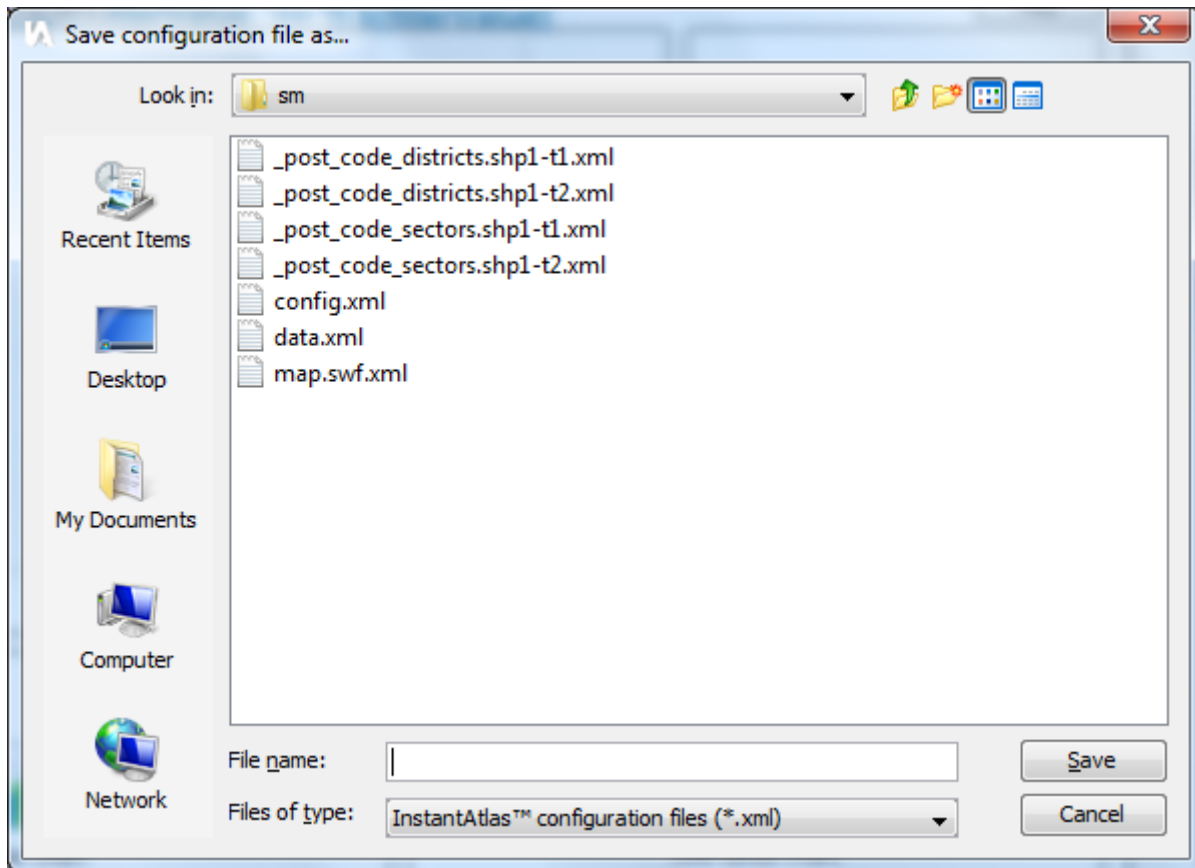 Save configuration file as...
Look in: sm
_post_code_districts.shp1-t1.xml
_post_code_districts.shp1-t2.xml
_post_code_sectors.shp1-t1.xml
_post_code_sectors.shp1-t2.xml
config.xml
data.xml
map.swf.xml
Recent Items
Desktop
My Documents
Computer
Network
File name:
Save
Files of type: InstantAtlas™ configuration files (*.xml)
Cancel